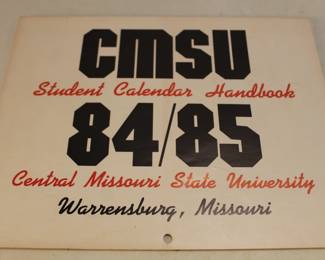 CMSU
Student Calendar Handbook
84/85
Central Missouri State University
Warrensburg, Missouri